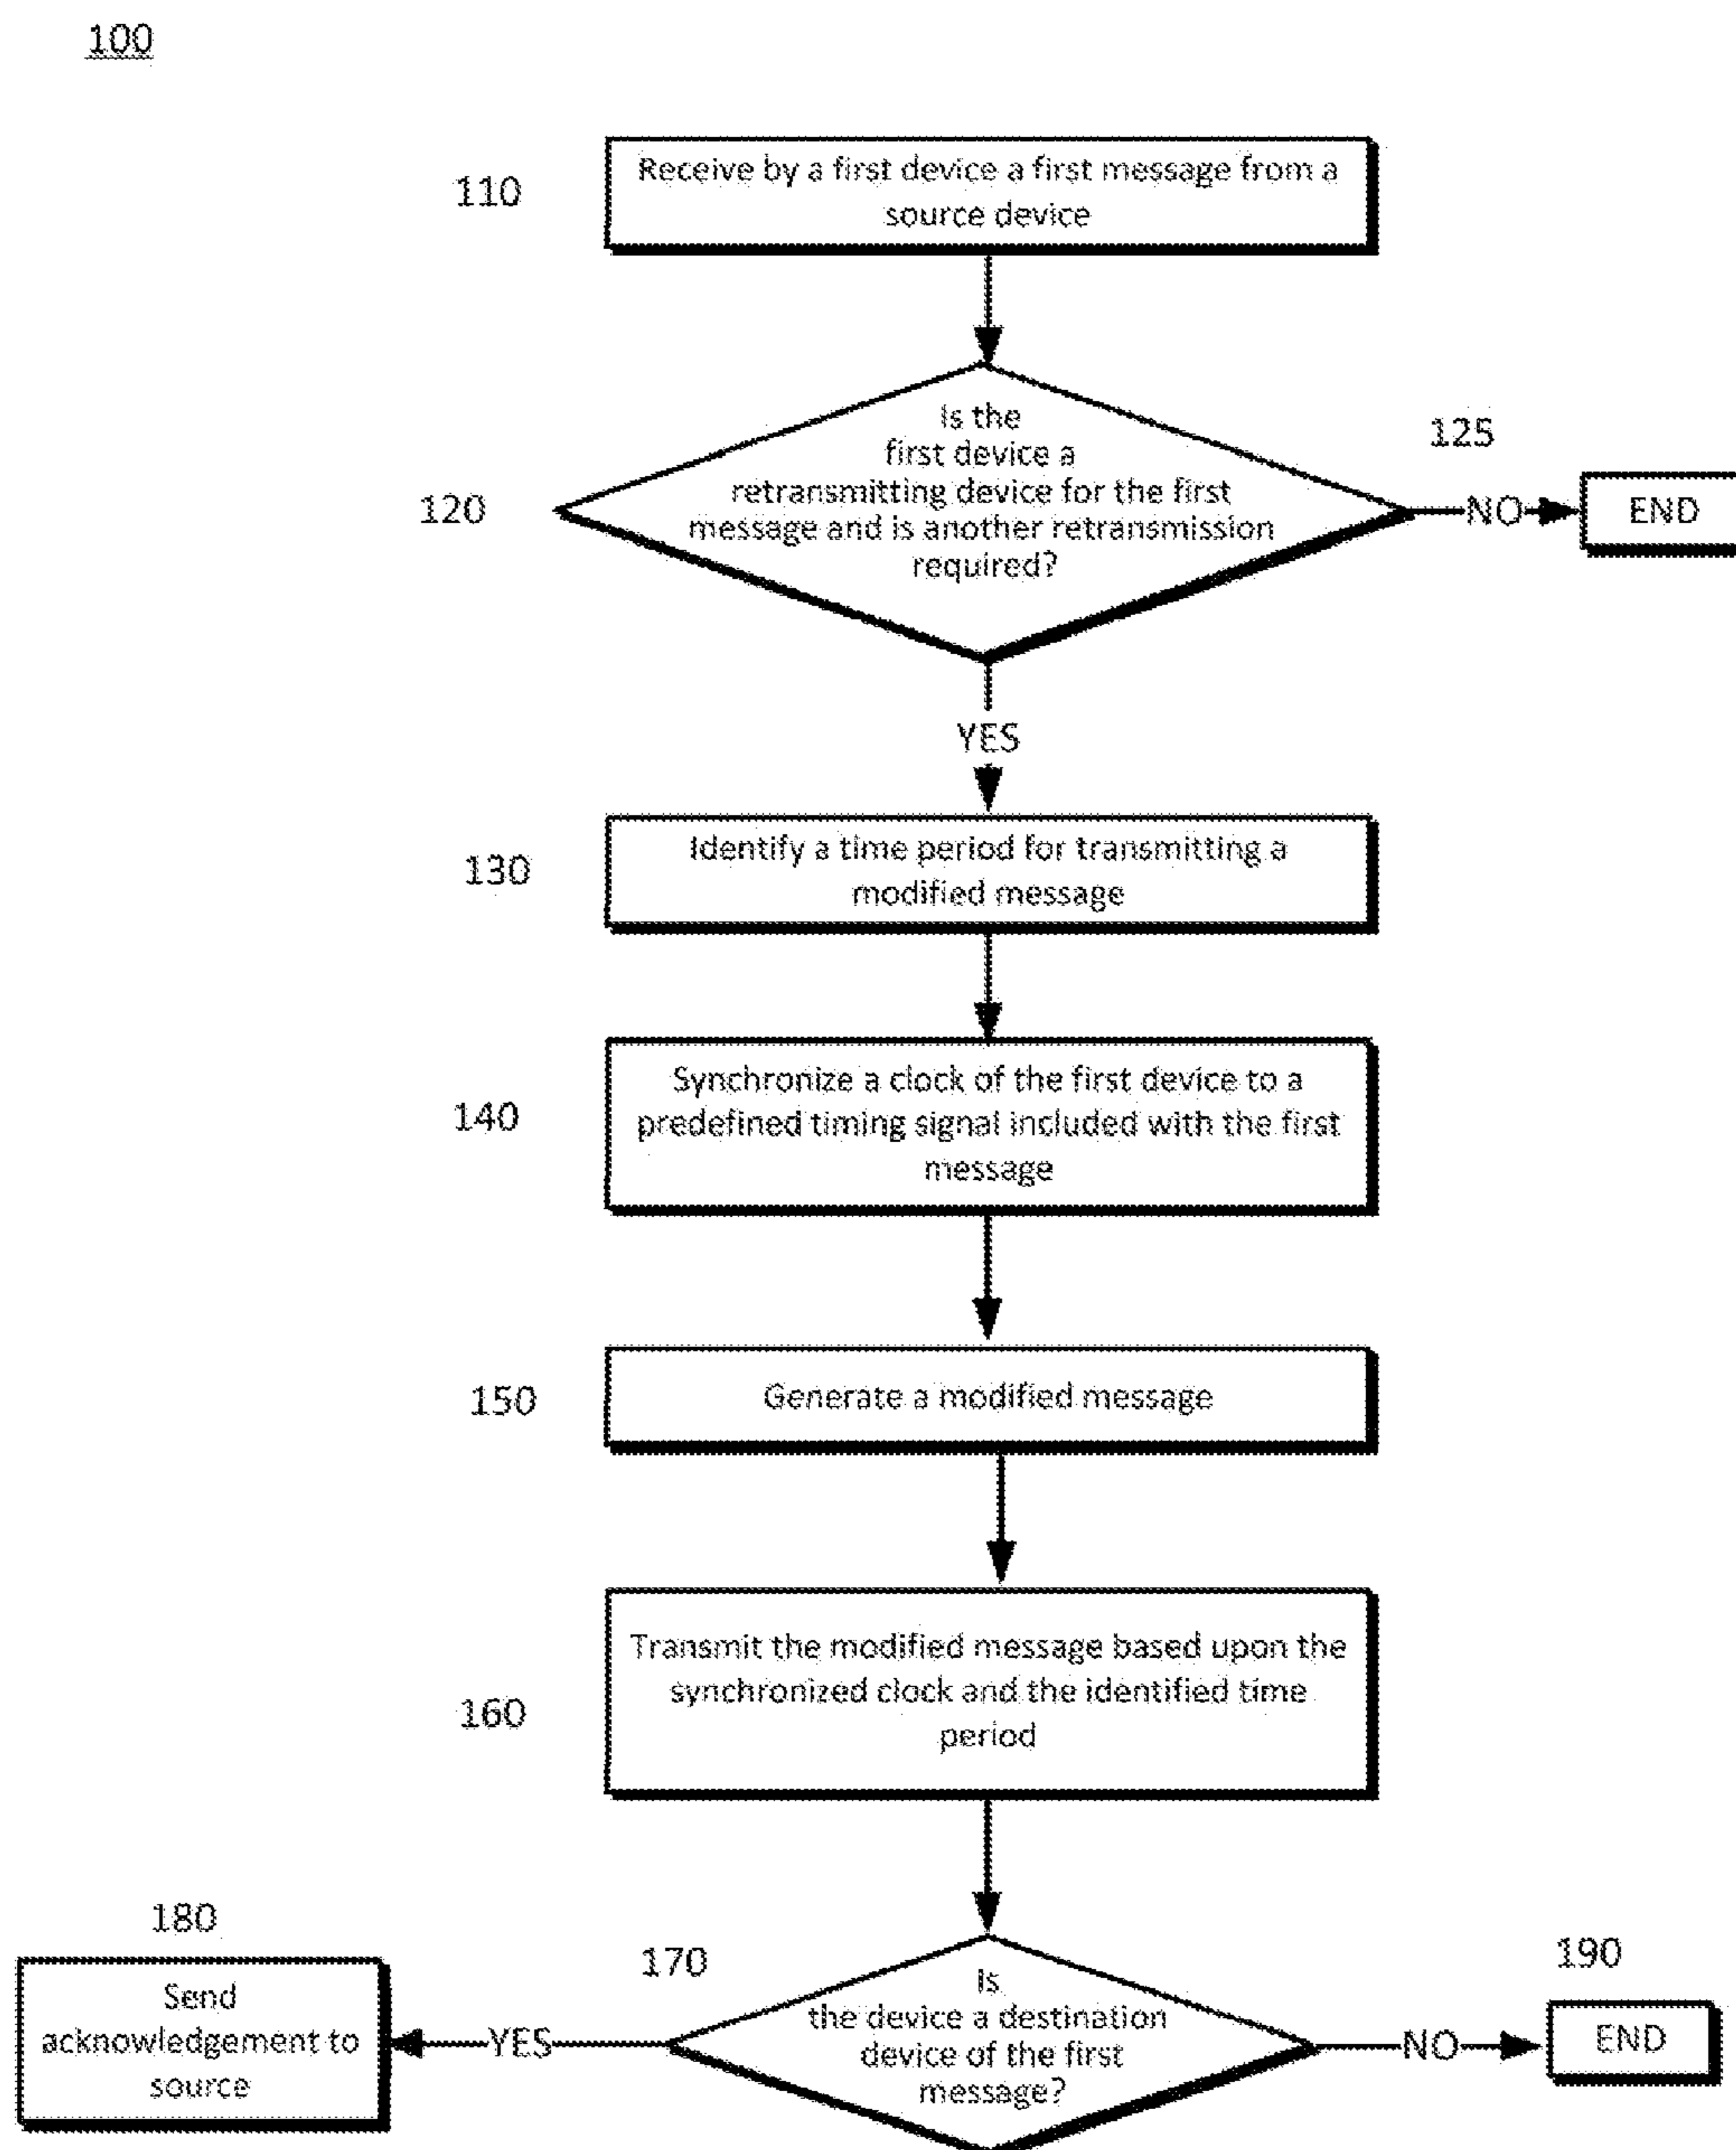 100
110
Receive by a first device a first message from a
source device
120
Is the
first device a
retransmitting device for the first
message and is another retransmission
required?
125
NO
END
YES
130
Identify a time period for transmitting a
modified message
140
Synchronize a clock of the first device to a
predefined timing signal included with the first
message
150
Generate a modified message
160
Transmit the modified message based upon the
synchronized clock and the identified time
period
170
Is
the device a destination
device of the first
message?
180
YES
Send
acknowledgement to
source
190
NO
END